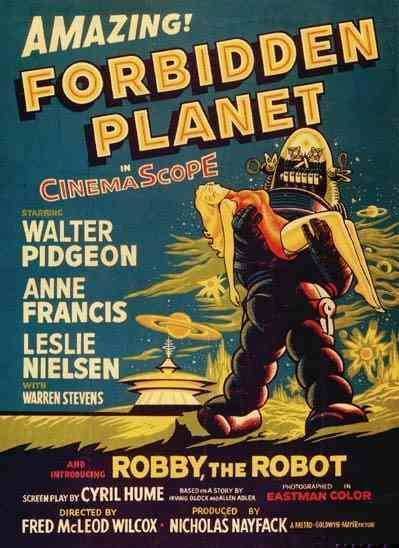 AMAZING!
FORBIDDEN
PLANET
IN
CINEMASCOPE
STARRING
WALTER
PIDGEON
ANNE
FRANCIS
LESLIE
NIELSEN
WITH
WARREN STEVENS
AND
INTRODUCING ROBBY, THE ROBOT
SCREEN PLAY BY CYRIL HUME
BASED ON A STORY BY
IRVING BLOCK AND ALLEN ADLER
PHOTOGRAPHED IN
EASTMAN COLOR
DIRECTED BY
FRED McLEOD WILCOX •
PRODUCED BY
NICHOLAS NAYFACK
A METRO-GOLDWYN-MAYER PICTURE